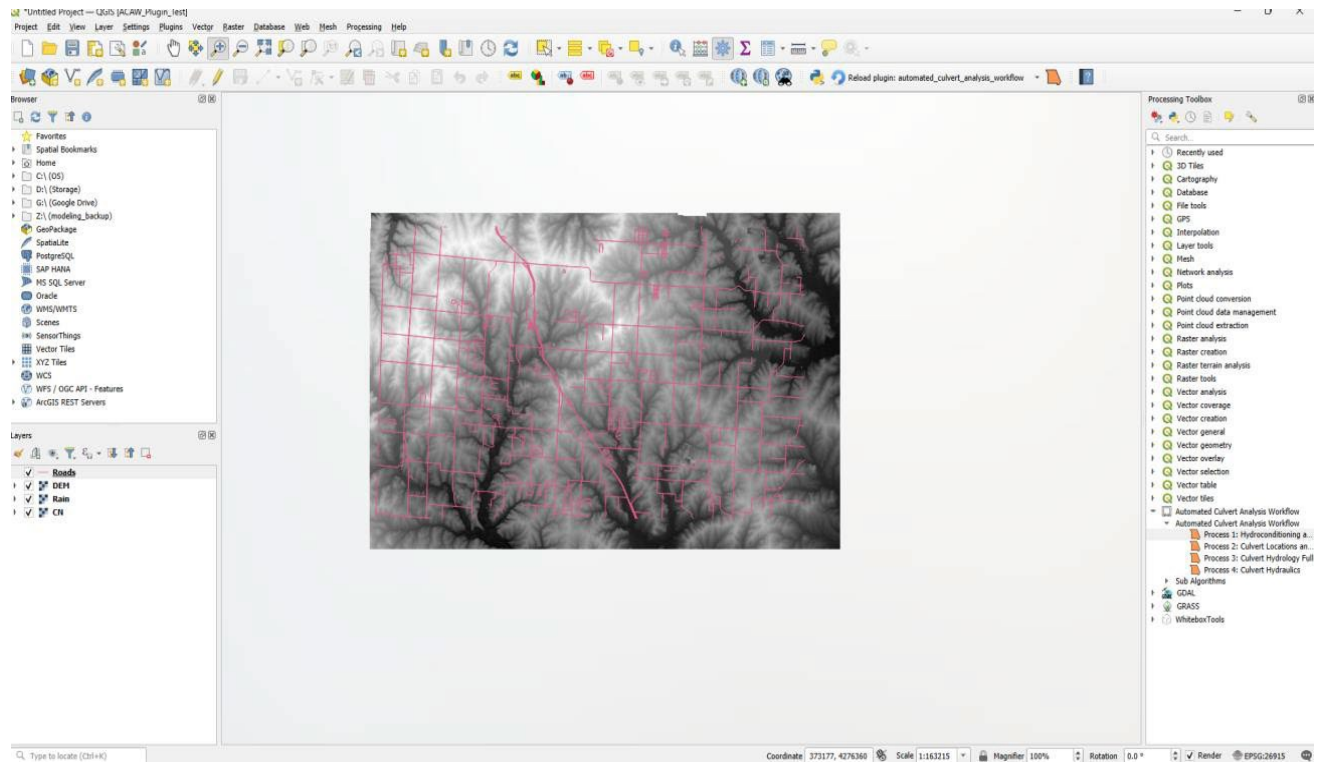 *Untitled Project — QGIS [ACAW_Plugin_Test]
Project Edit View Layer Settings Plugins Vector Raster Database Web Mesh Processing Help
Reload plugin: automated_culvert_analysis_workflow
Browser
Favorites
Spatial Bookmarks
Home
C:\ (OS)
D:\ (Storage)
G:\ (Google Drive)
Z:\ (modeling_backup)
GeoPackage
SpatiaLite
PostgreSQL
SAP HANA
MS SQL Server
Oracle
WMS/WMTS
Scenes
SensorThings
Vector Tiles
XYZ Tiles
WCS
WFS / OGC API - Features
ArcGIS REST Servers
Layers
Roads
DEM
Rain
CN
Processing Toolbox
Search...
Recently used
3D Tiles
Cartography
Database
File tools
GPS
Interpolation
Layer tools
Mesh
Network analysis
Plots
Point cloud conversion
Point cloud data management
Point cloud extraction
Raster analysis
Raster creation
Raster terrain analysis
Raster tools
Vector analysis
Vector coverage
Vector creation
Vector general
Vector geometry
Vector overlay
Vector selection
Vector table
Vector tiles
Automated Culvert Analysis Workflow
Automated Culvert Analysis Workflow
Process 1: Hydroconditioning a...
Process 2: Culvert Locations an...
Process 3: Culvert Hydrology Full
Process 4: Culvert Hydraulics
Sub Algorithms
GDAL
GRASS
WhiteboxTools
Type to locate (Ctrl+K)
Coordinate 373177, 4276360 Scale 1:163215 Magnifier 100% Rotation 0.0 ° Render EPSG:26915